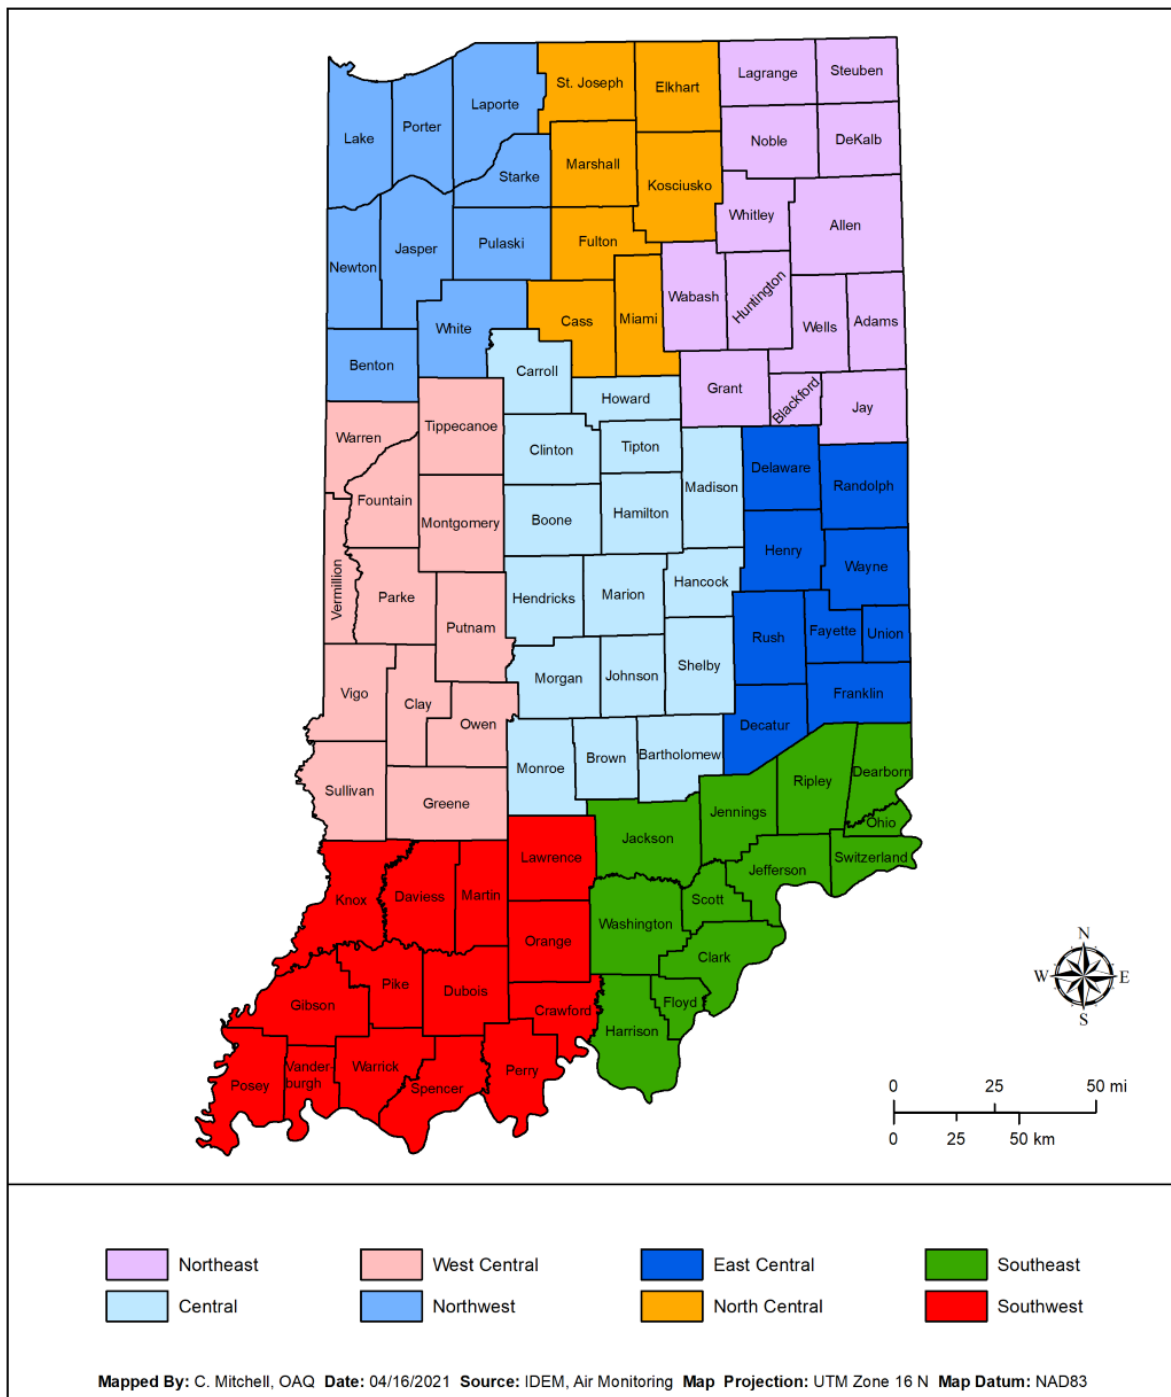 Lagrange
Steuben
St. Joseph
Elkhart
Laporte
Porter
Lake
Noble
DeKalb
Marshall
Starke
Kosciusko
Whitley
Allen
Fulton
Pulaski
Jasper
Newton
Wabash
Huntington
Miami
Cass
White
Wells
Adams
Benton
Carroll
Grant
Blackford
Howard
Jay
Tippecanoe
Warren
Clinton
Tipton
Delaware
Madison
Randolph
Fountain
Hamilton
Boone
Montgomery
Henry
Wayne
Vermillion
Hancock
Marion
Hendricks
Parke
Putnam
Fayette
Union
Rush
Shelby
Johnson
Morgan
Vigo
Franklin
Clay
Owen
Decatur
Bartholomew
Brown
Monroe
Dearborn
Ripley
Sullivan
Greene
Jennings
Ohio
Jackson
Lawrence
Switzerland
Jefferson
Scott
Martin
Daviess
Knox
Washington
Orange
Clark
Pike
Dubois
Floyd
Gibson
Crawford
Harrison
Warrick
Perry
Vander-
burgh
Posey
Spencer
N
W
E
S
0 25 50 mi
0 25 50 km
Northeast West Central East Central Southeast
Central Northwest North Central Southwest
Mapped By: C. Mitchell, OAQ Date: 04/16/2021 Source: IDEM, Air Monitoring Map Projection: UTM Zone 16 N Map Datum: NAD83